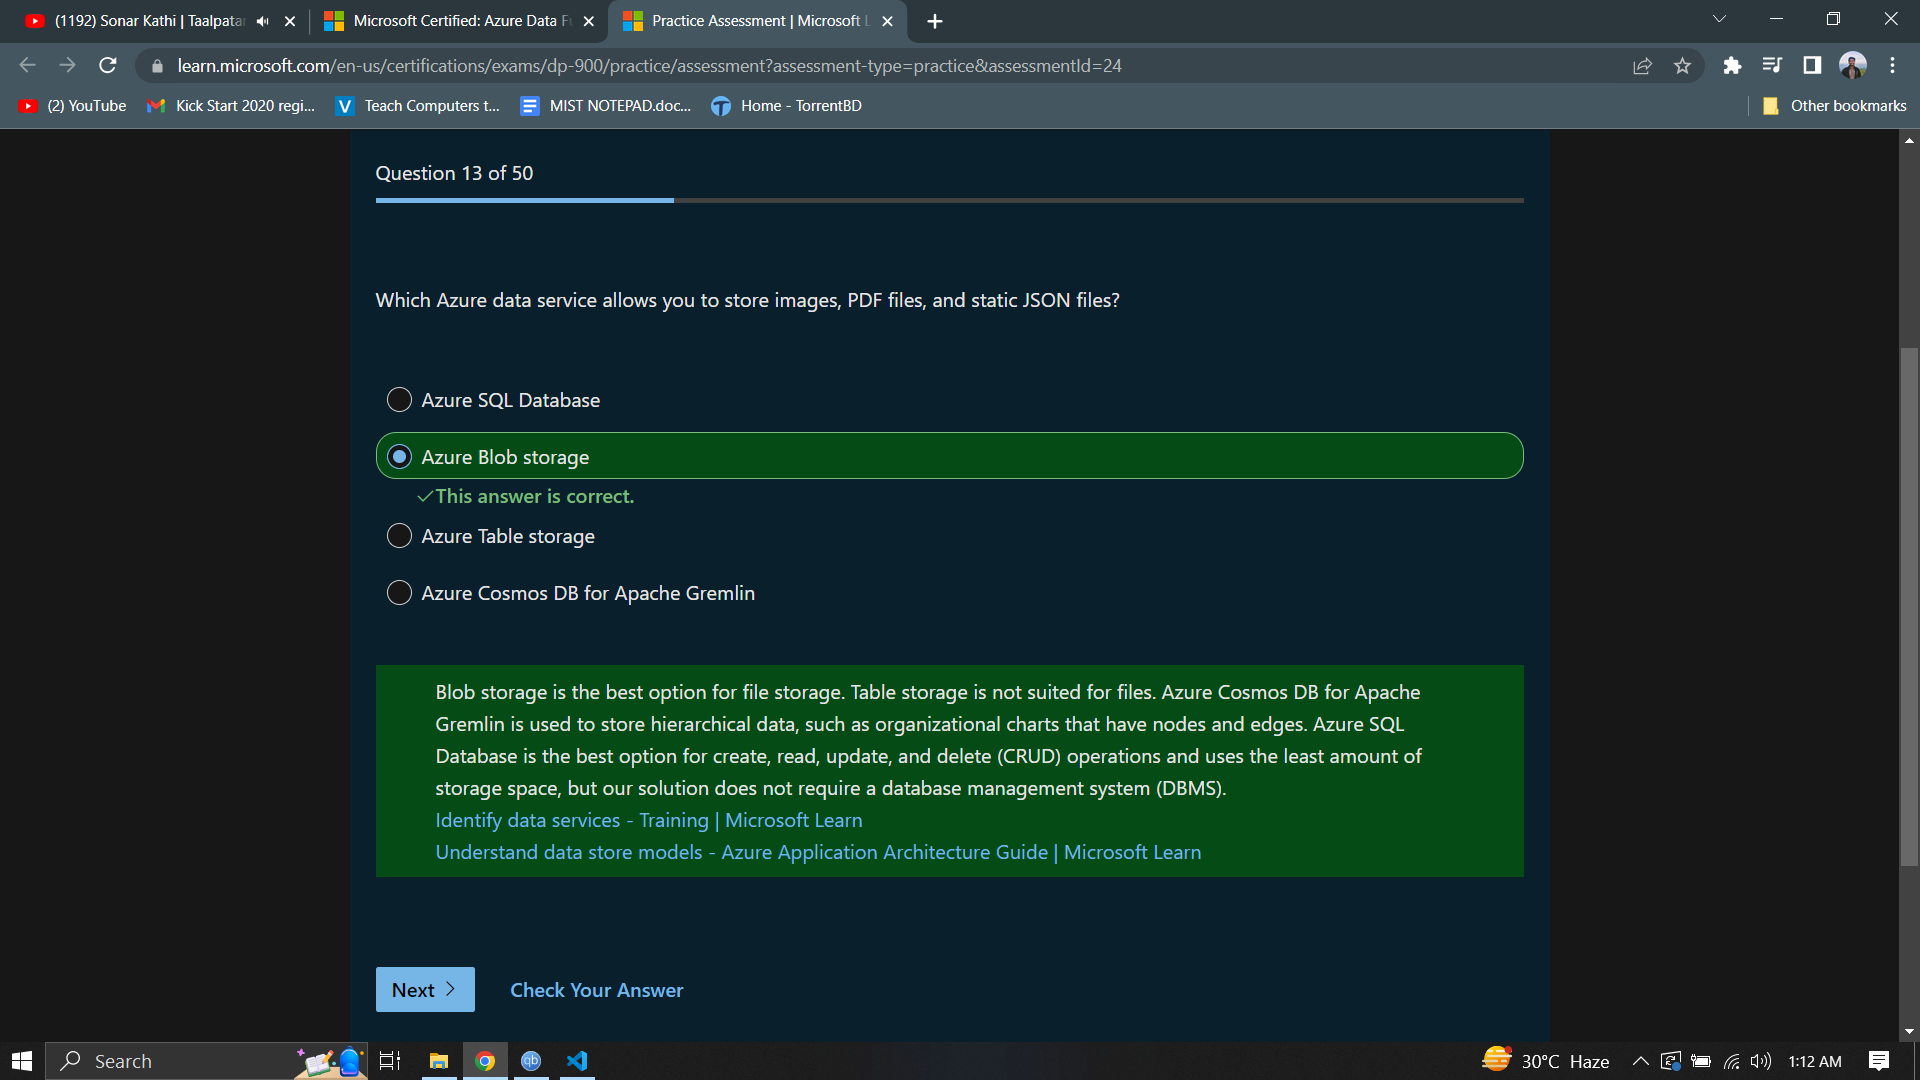 (1192) Sonar Kathi | Taalpatar
Microsoft Certified: Azure Data F
Practice Assessment | Microsoft L
learn.microsoft.com/en-us/certifications/exams/dp-900/practice/assessment?assessment-type=practice&assessmentId=24
(2) YouTube
Kick Start 2020 regi...
Teach Computers t...
MIST NOTEPAD.doc...
Home - TorrentBD
Other bookmarks
Question 13 of 50
Which Azure data service allows you to store images, PDF files, and static JSON files?
Azure SQL Database
Azure Blob storage
✓This answer is correct.
Azure Table storage
Azure Cosmos DB for Apache Gremlin
Blob storage is the best option for file storage. Table storage is not suited for files. Azure Cosmos DB for Apache
Gremlin is used to store hierarchical data, such as organizational charts that have nodes and edges. Azure SQL
Database is the best option for create, read, update, and delete (CRUD) operations and uses the least amount of
storage space, but our solution does not require a database management system (DBMS).
Identify data services - Training | Microsoft Learn
Understand data store models - Azure Application Architecture Guide | Microsoft Learn
Next >
Check Your Answer
Search
qb
30°C Haze
1:12 AM